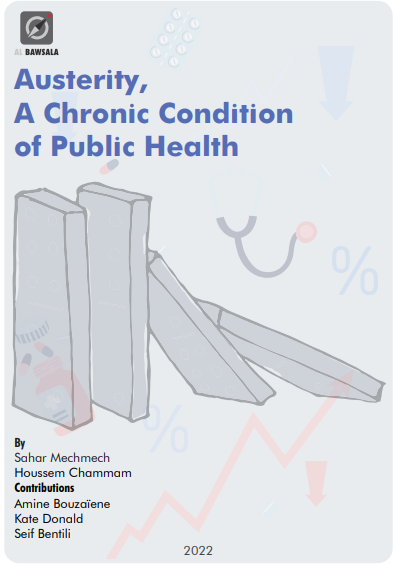 AL BAWSALA
Austerity,
A Chronic Condition
of Public Health
%
%
By
Sahar Mechmech
Houssem Chammam
Contributions
Amine Bouzaïene
Kate Donald
Seif Bentili
2022